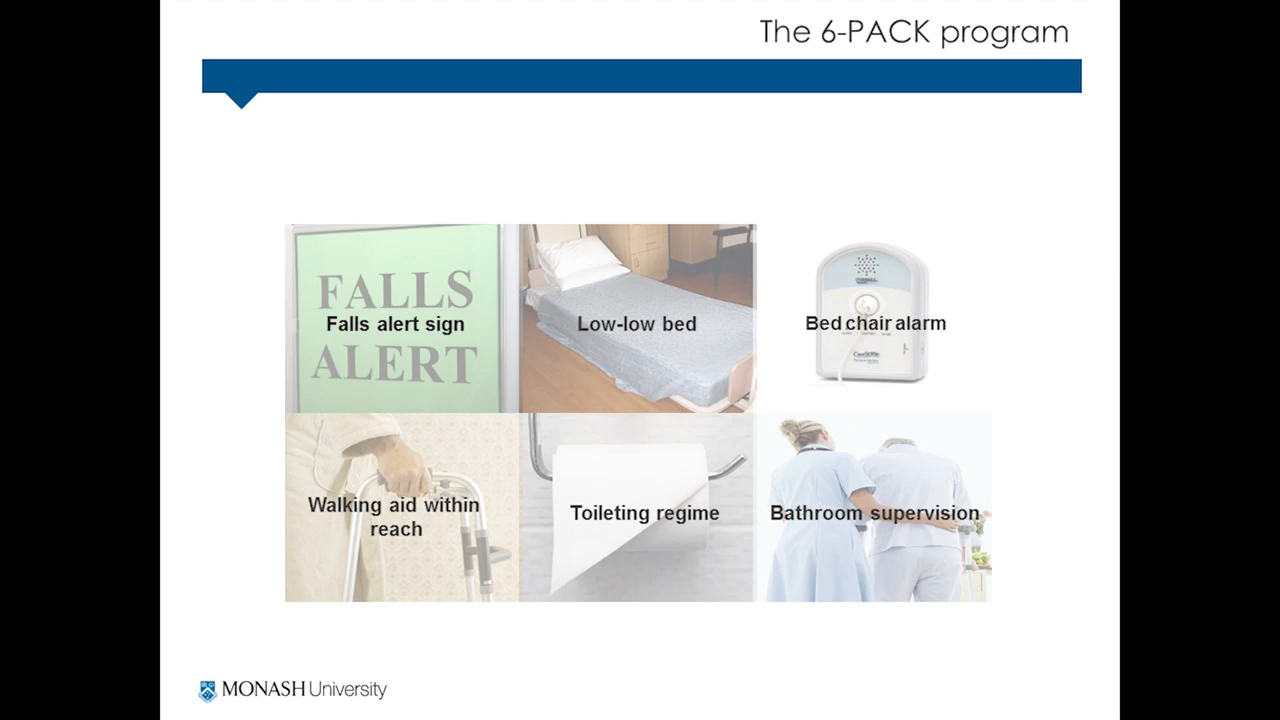 The 6-PACK program
FALLS
Falls alert sign
ALERT
Low-low bed
Bed chair alarm
Walking aid within
reach
Toileting regime
Bathroom supervision
MONASH University